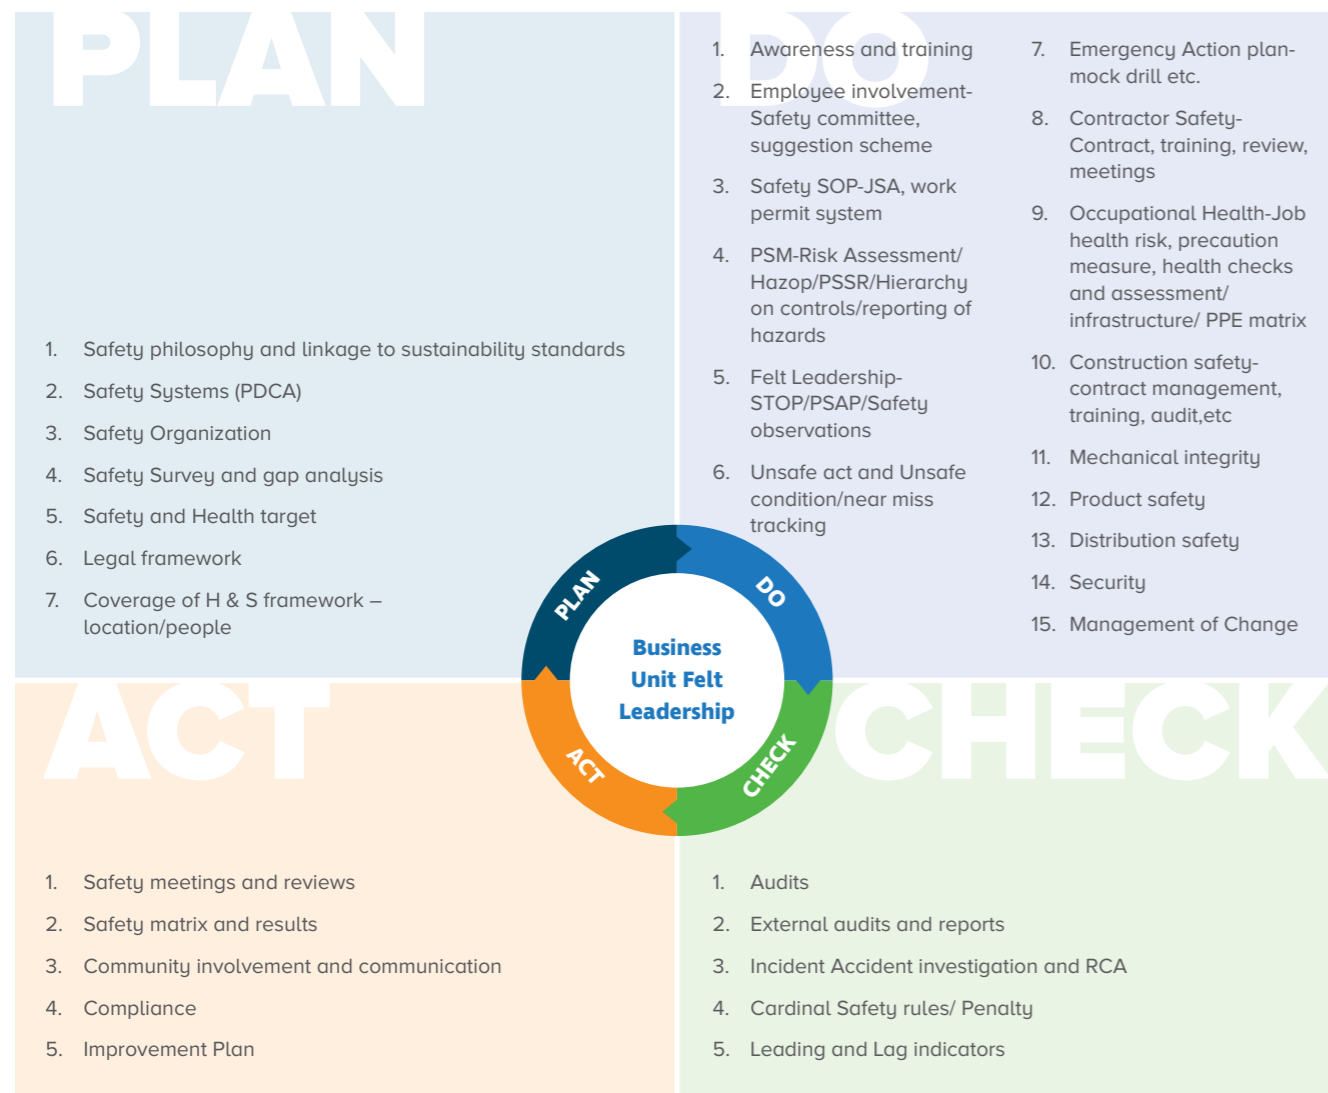 PLAN
1. Safety philosophy and linkage to sustainability standards
2. Safety Systems (PDCA)
3. Safety Organization
4. Safety Survey and gap analysis
5. Safety and Health target
6. Legal framework
7. Coverage of H & S framework –
location/people
DO
1. Awareness and training
2. Employee involvement-
Safety committee,
suggestion scheme
3. Safety SOP-JSA, work
permit system
4. PSM-Risk Assessment/
Hazop/PSSR/Hierarchy
on controls/reporting of
hazards
5. Felt Leadership-
STOP/PSAP/Safety
observations
6. Unsafe act and Unsafe
condition/near miss
tracking
7. Emergency Action plan-
mock drill etc.
8. Contractor Safety-
Contract, training, review,
meetings
9. Occupational Health-Job
health risk, precaution
measure, health checks
and assessment/
infrastructure/ PPE matrix
10. Construction safety-
contract management,
training, audit,etc
11. Mechanical integrity
12. Product safety
13. Distribution safety
14. Security
15. Management of Change
PLAN
DO
CHECK
ACT
Business
Unit Felt
Leadership
ACT
1. Safety meetings and reviews
2. Safety matrix and results
3. Community involvement and communication
4. Compliance
5. Improvement Plan
CHECK
1. Audits
2. External audits and reports
3. Incident Accident investigation and RCA
4. Cardinal Safety rules/ Penalty
5. Leading and Lag indicators